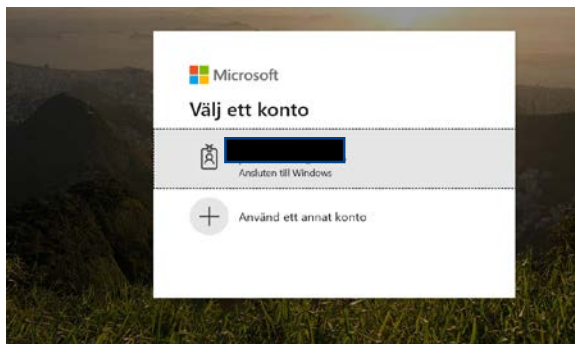 Microsoft
Välj ett konto
Ansluten till Windows
Använd ett annat konto